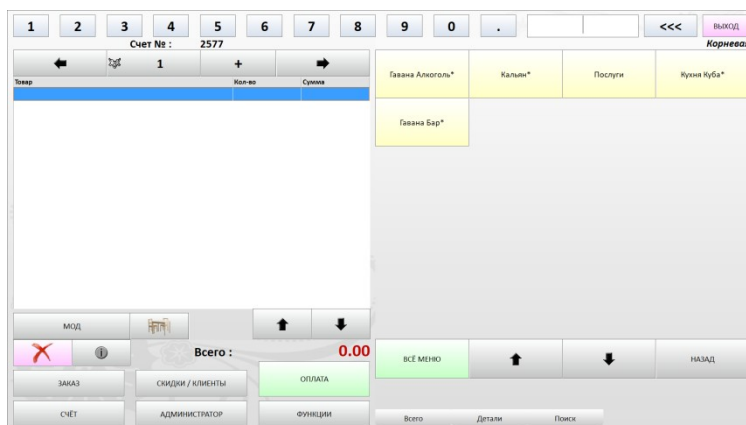 1 2 3 4 5 6 7 8 9 0 . <<< ВЫХОД
Счет № : 2577
1 +
Товар Кол-во Сумма
Гавана Алкоголь* Кальян* Послуги Кухня Куба*
Гавана Бар*
МОД
Всего : 0.00
ВСЁ МЕНЮ НАЗАД
ЗАКАЗ СКИДКИ / КЛИЕНТЫ ОПЛАТА
СЧЁТ АДМИНИСТРАТОР ФУНКЦИИ
Всего Детали Поиск